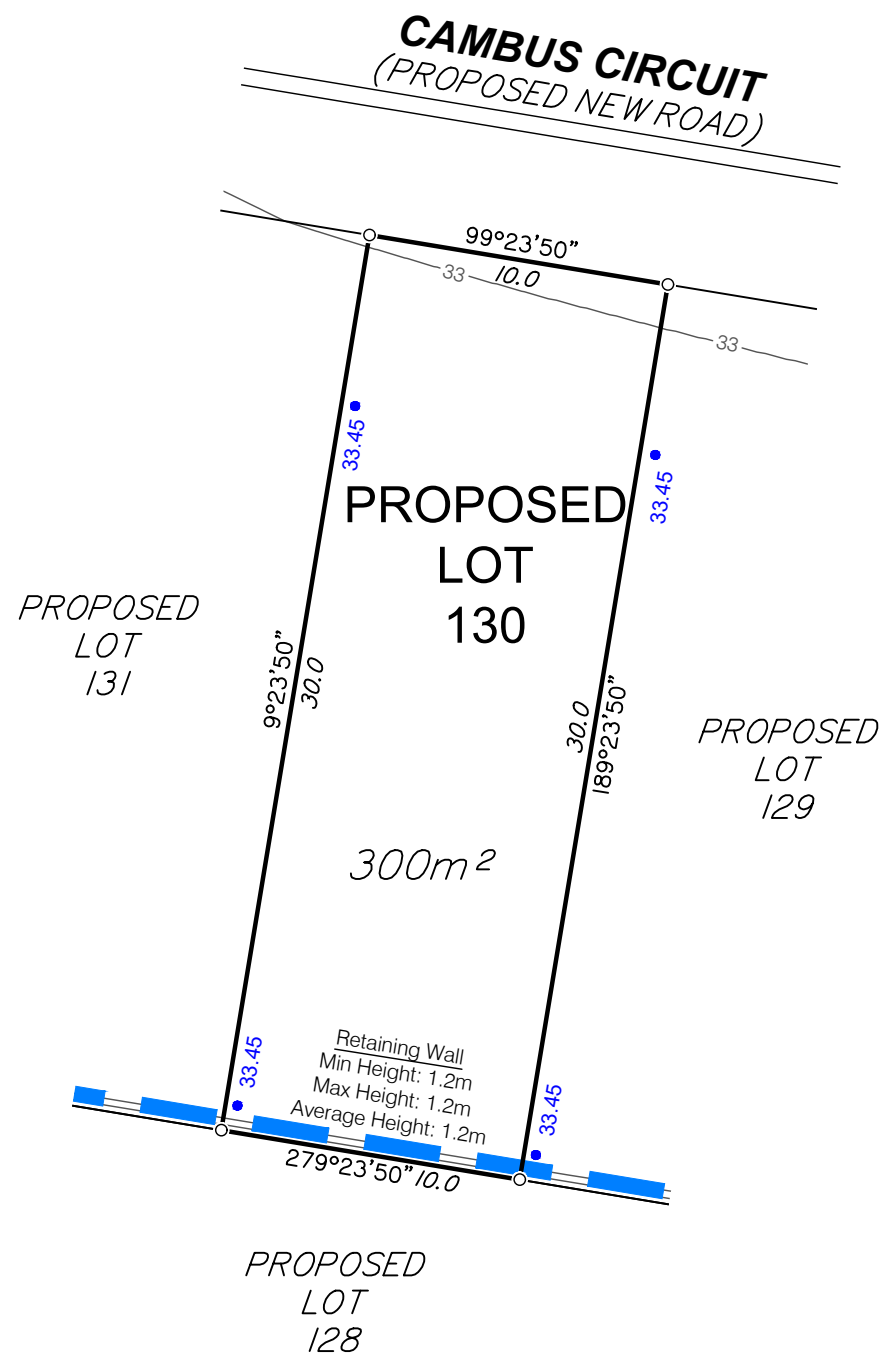 CAMBUS CIRCUIT
(PROPOSED NEW ROAD)
99°23'50"
10.0
33
33
33.45
33.45
PROPOSED
LOT
130
PROPOSED
LOT
131
9°23'50"
30.0
30.0
189°23'50"
PROPOSED
LOT
129
300m²
33.45
Retaining Wall
Min Height: 1.2m
Max Height: 1.2m
Average Height: 1.2m
33.45
279°23'50"
10.0
PROPOSED
LOT
128